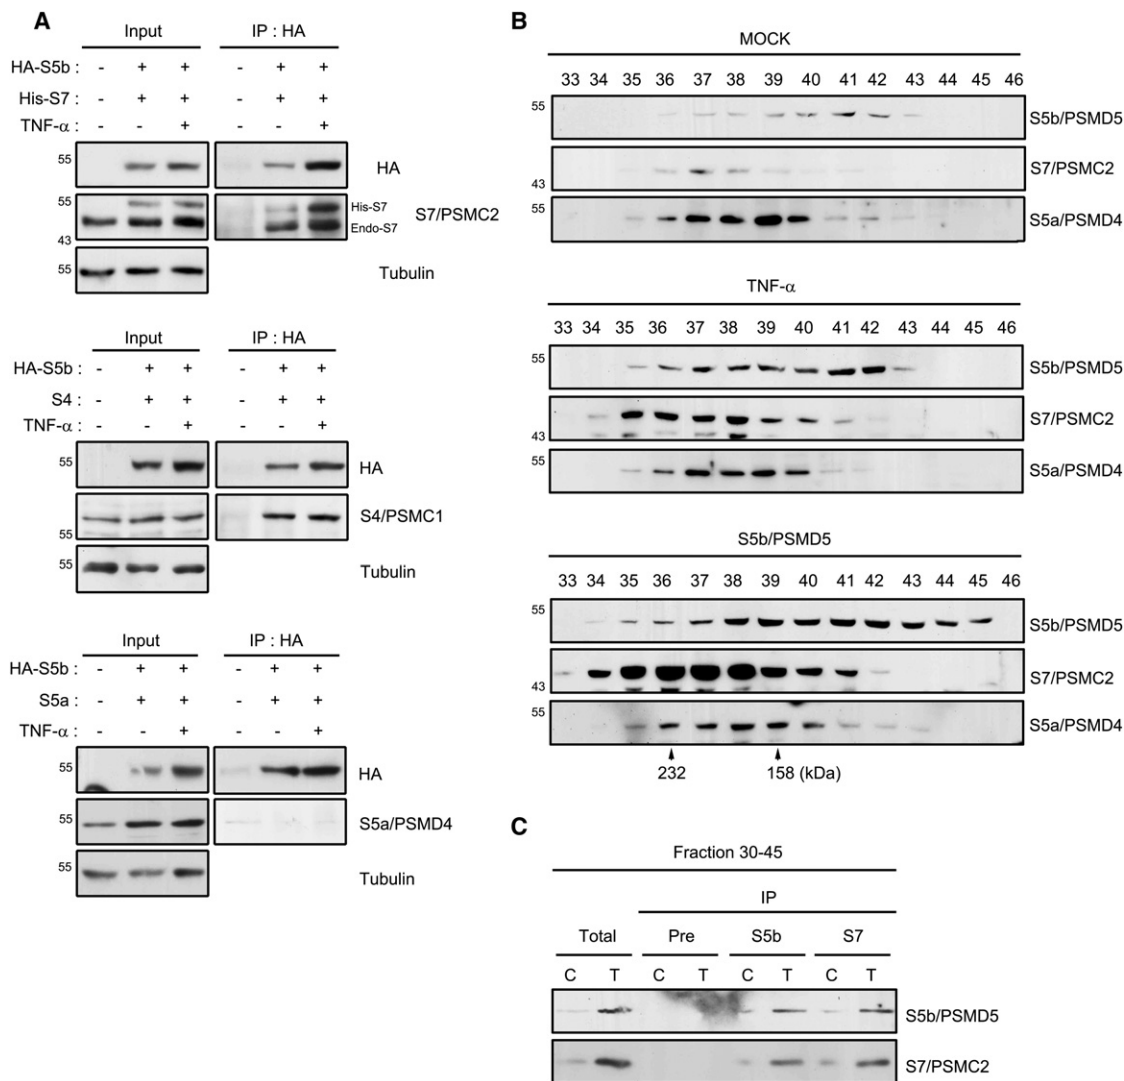 A
Input IP : HA
HA-S5b : - + + - + +
His-S7 : - + + - + +
TNF-α : - - + - - +
55 HA
55 His-S7
Endo-S7 S7/PSMC2
43
55 Tubulin
Input IP : HA
HA-S5b : - + + - + +
S4 : - + + - + +
TNF-α : - - + - - +
55 HA
S4/PSMC1
55
55 Tubulin
Input IP : HA
HA-S5b : - + + - + +
S5a : - + + - + +
TNF-α : - - + - - +
55 HA
55 S5a/PSMD4
55 Tubulin
B
MOCK
33 34 35 36 37 38 39 40 41 42 43 44 45 46
55 S5b/PSMD5
S7/PSMC2
43
55 S5a/PSMD4
TNF-α
33 34 35 36 37 38 39 40 41 42 43 44 45 46
55 S5b/PSMD5
S7/PSMC2
43
55 S5a/PSMD4
S5b/PSMD5
33 34 35 36 37 38 39 40 41 42 43 44 45 46
55 S5b/PSMD5
S7/PSMC2
43
55 S5a/PSMD4
232 158 (kDa)
C
Fraction 30-45
IP
Total Pre S5b S7
C T C T C T C T
S5b/PSMD5
S7/PSMC2